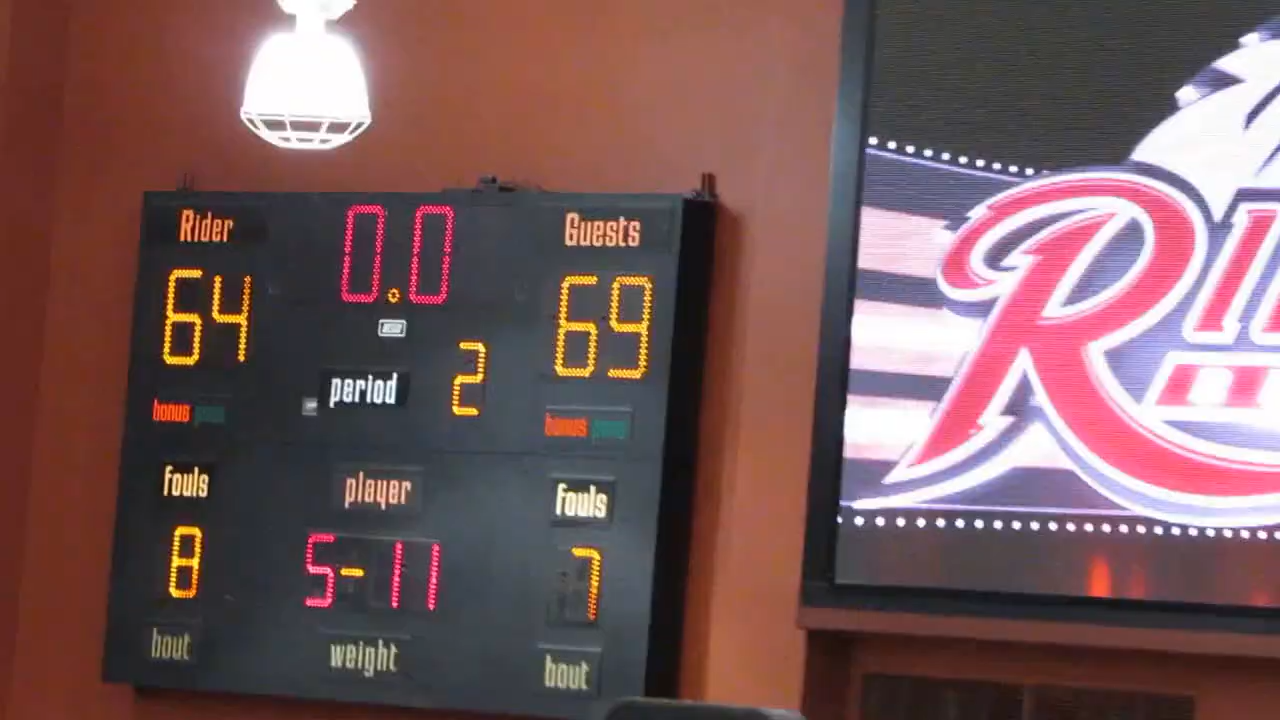 Rider 0.0 Guests
64 69
period 2
bonus bonus
fouls player fouls
8 5-11 7
bout weight bout